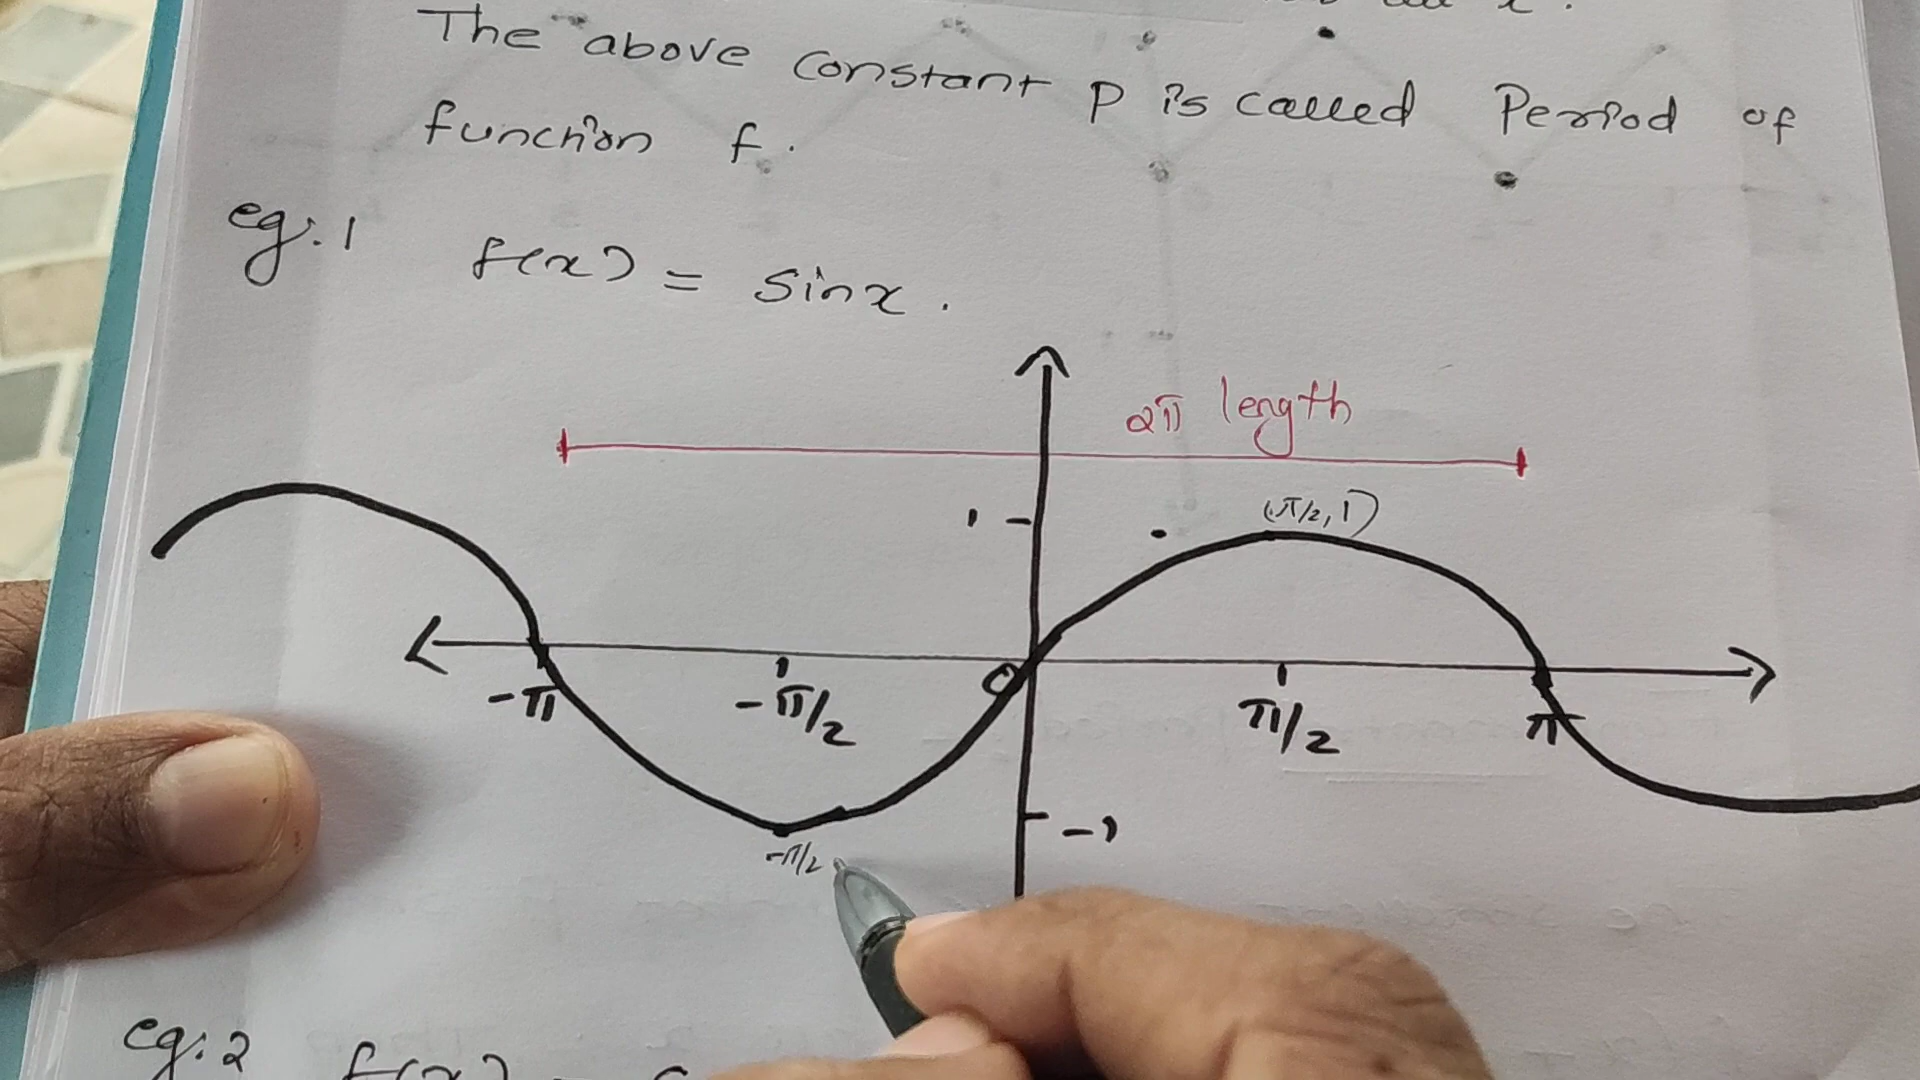 The above constant P is called Period of
function f.
eg:1 f(x) = sinx.
2π length
1
(π/2, 1)
-π -π/2 0 π/2 π
-1
-π/2
eg:2 f(x)